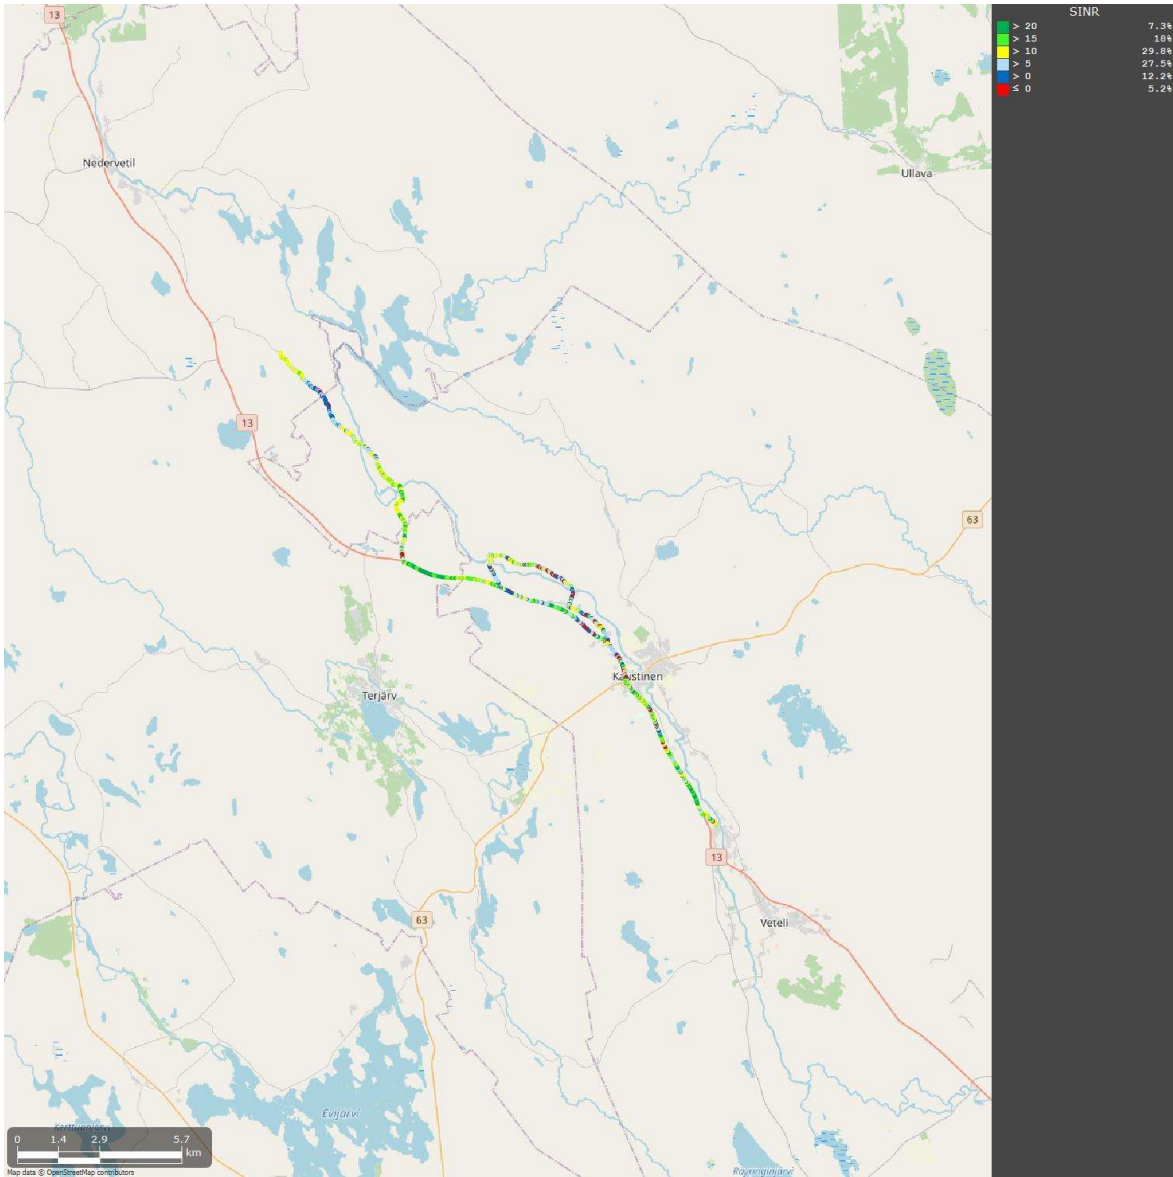 13
SINR
> 20 7.3%
> 15 18%
> 10 29.8%
> 5 27.5%
> 0 12.2%
≤ 0 5.2%
Nedervetil
Ullava
13
63
Terjärv
Kaustinen
13
63
Veteli
Evijärvi
0 1.4 2.9 5.7
km
Map data © OpenStreetMap contributors